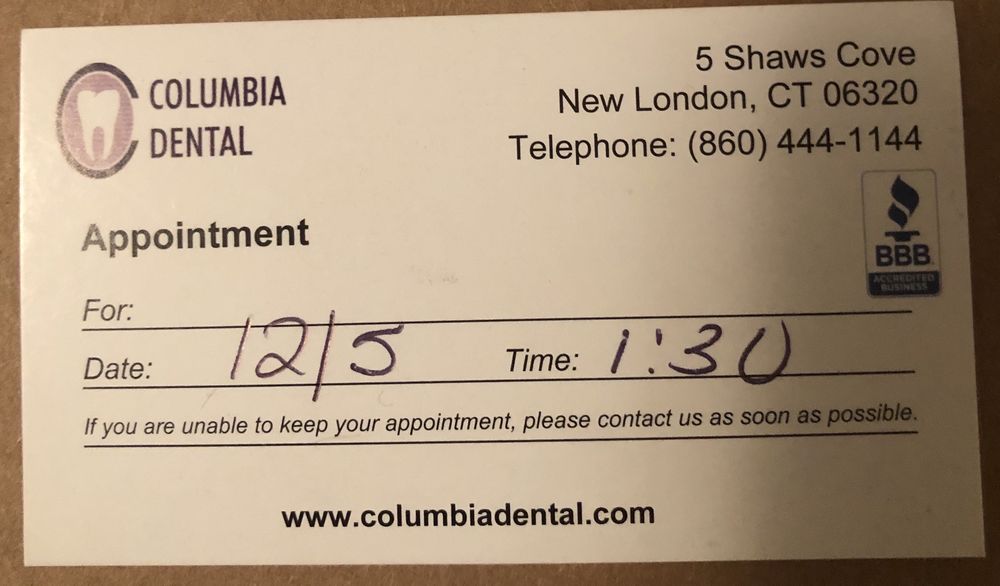 COLUMBIA
DENTAL
5 Shaws Cove
New London, CT 06320
Telephone: (860) 444-1144
BBB
ACCREDITED
BUSINESS
Appointment
For:
Date: 12/5 Time: 1:30
If you are unable to keep your appointment, please contact us as soon as possible.
www.columbiadental.com